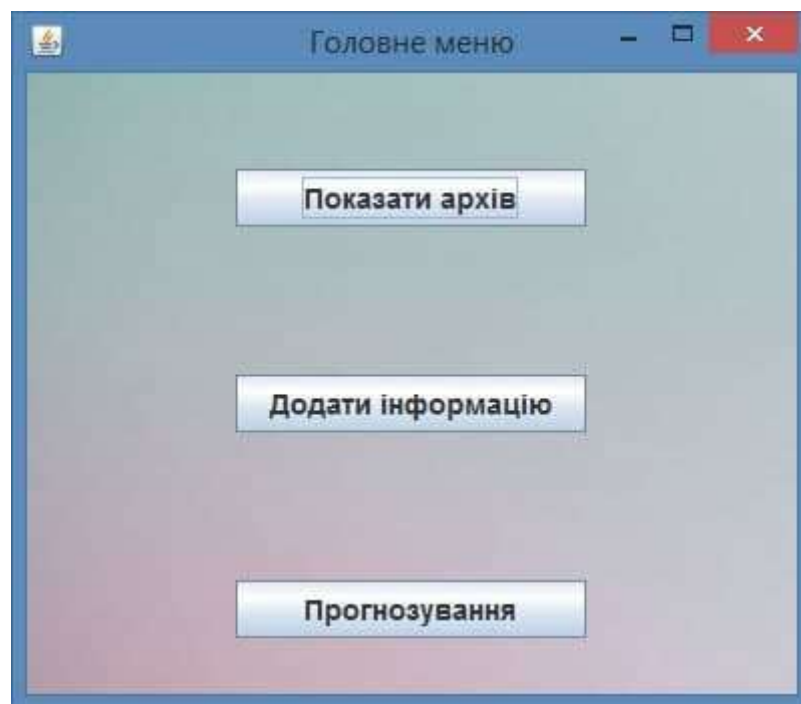 Головне меню
Показати архів
Додати інформацію
Прогнозування